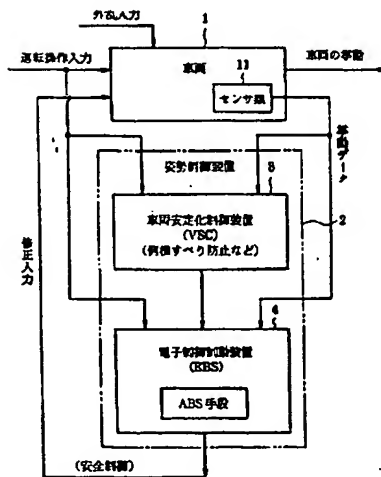 外乱入力
1
運転操作入力
車両
11
車両の挙動
センサ類
挙動データ
姿勢制御装置
3
2
車両安定化制御装置
(VSC)
(例横すべり防止など)
修正入力
4
電子制御制動装置
(EBS)
ABS手段
(安全制御)